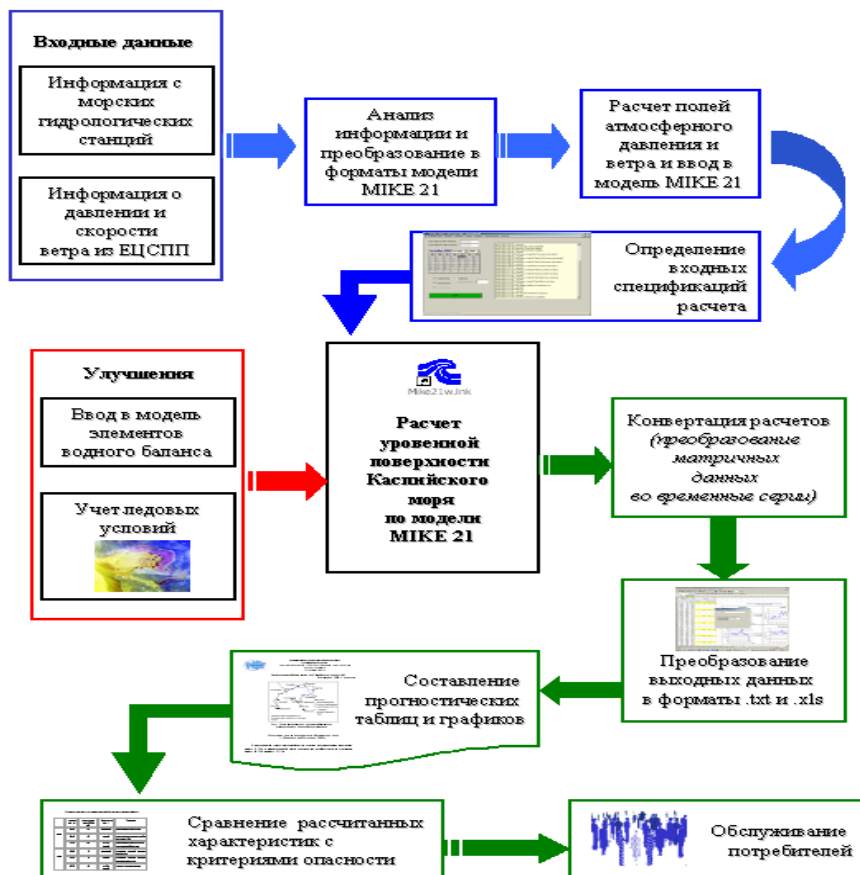 Входные данные
Информация с
морских
гидрологических
станций
Информация о
давлении и
скорости
ветра из ЕЦСПП
Анализ
информации и
преобразование в
форматы модели
MIKE 21
Расчет полей
атмосферного
давления и
ветра и ввод в
модель MIKE 21
Определение
входных
спецификаций
расчета
Улучшения
Ввод в модель
элементов
водного баланса
Учет ледовых
условий
Mike21w.lnk
Расчет
уровенной
поверхности
Каспийского
моря
по модели
MIKE 21
Конвертация расчетов
(преобразование
матричных
данных
во временные серии)
Преобразование
выходных данных
в форматы .txt и .xls
Составление
прогностических
таблиц и графиков
Сравнение рассчитанных
характеристик с
критериями опасности
Обслуживание
потребителей